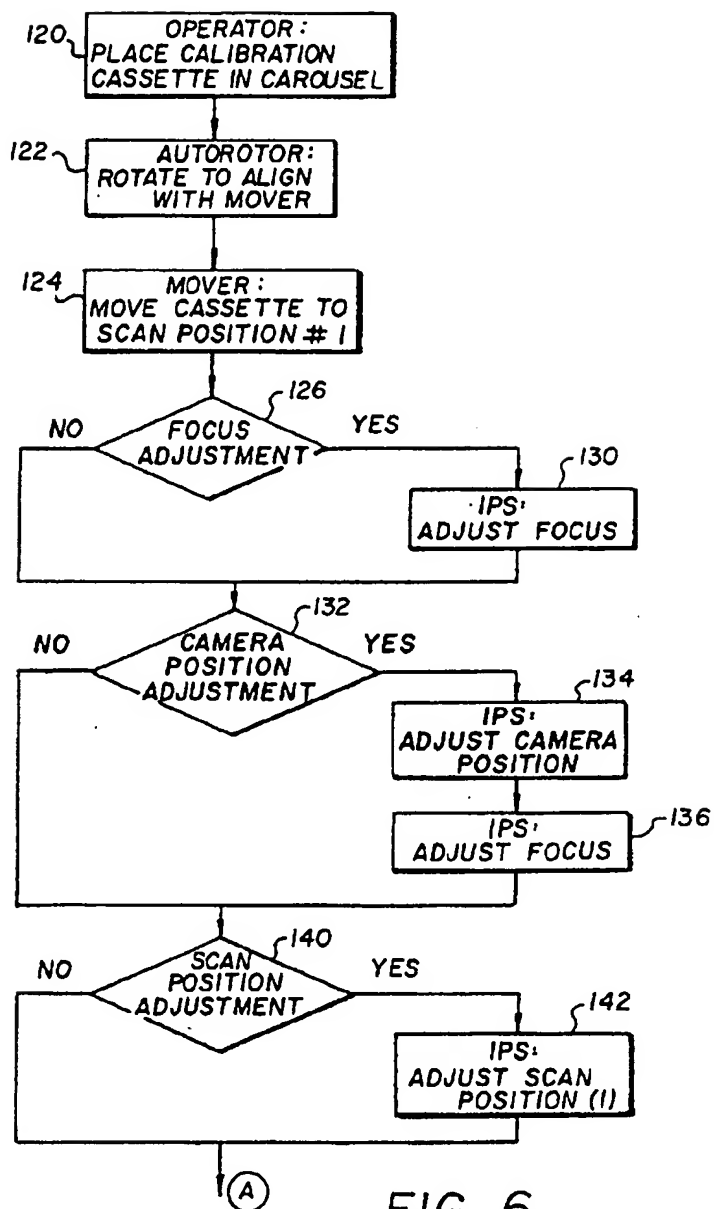 120
OPERATOR:
PLACE CALIBRATION
CASSETTE IN CAROUSEL
122
AUTOROTOR:
ROTATE TO ALIGN
WITH MOVER
124
MOVER:
MOVE CASSETTE TO
SCAN POSITION # 1
126
NO
YES
FOCUS
ADJUSTMENT
130
IPS:
ADJUST FOCUS
132
NO
YES
CAMERA
POSITION
ADJUSTMENT
134
IPS:
ADJUST CAMERA
POSITION
136
IPS:
ADJUST FOCUS
140
NO
YES
SCAN
POSITION
ADJUSTMENT
142
IPS:
ADJUST SCAN
POSITION (1)
A
FIG. 6